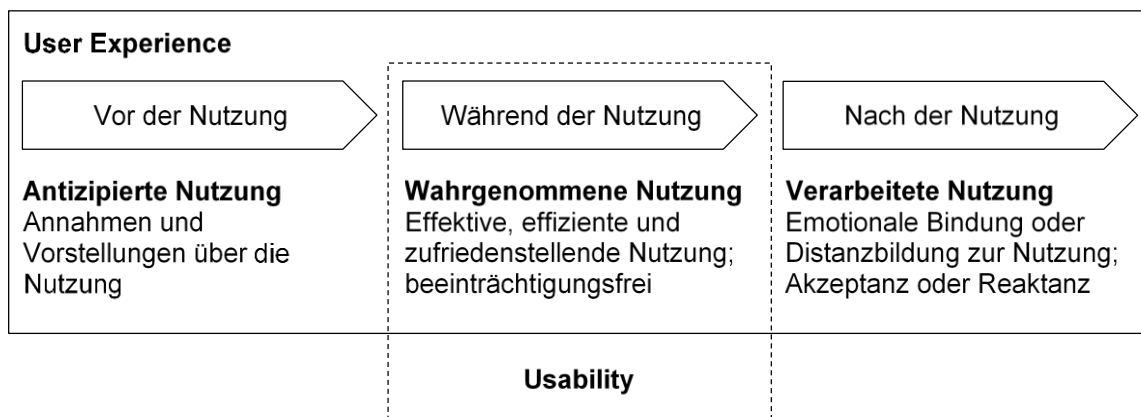 User Experience
Vor der Nutzung
Während der Nutzung
Nach der Nutzung
Antizipierte Nutzung
Annahmen und
Vorstellungen über die
Nutzung
Wahrgenommene Nutzung
Effektive, effiziente und
zufriedenstellende Nutzung;
beeinträchtigungsfrei
Verarbeitete Nutzung
Emotionale Bindung oder
Distanzbildung zur Nutzung;
Akzeptanz oder Reaktanz
Usability